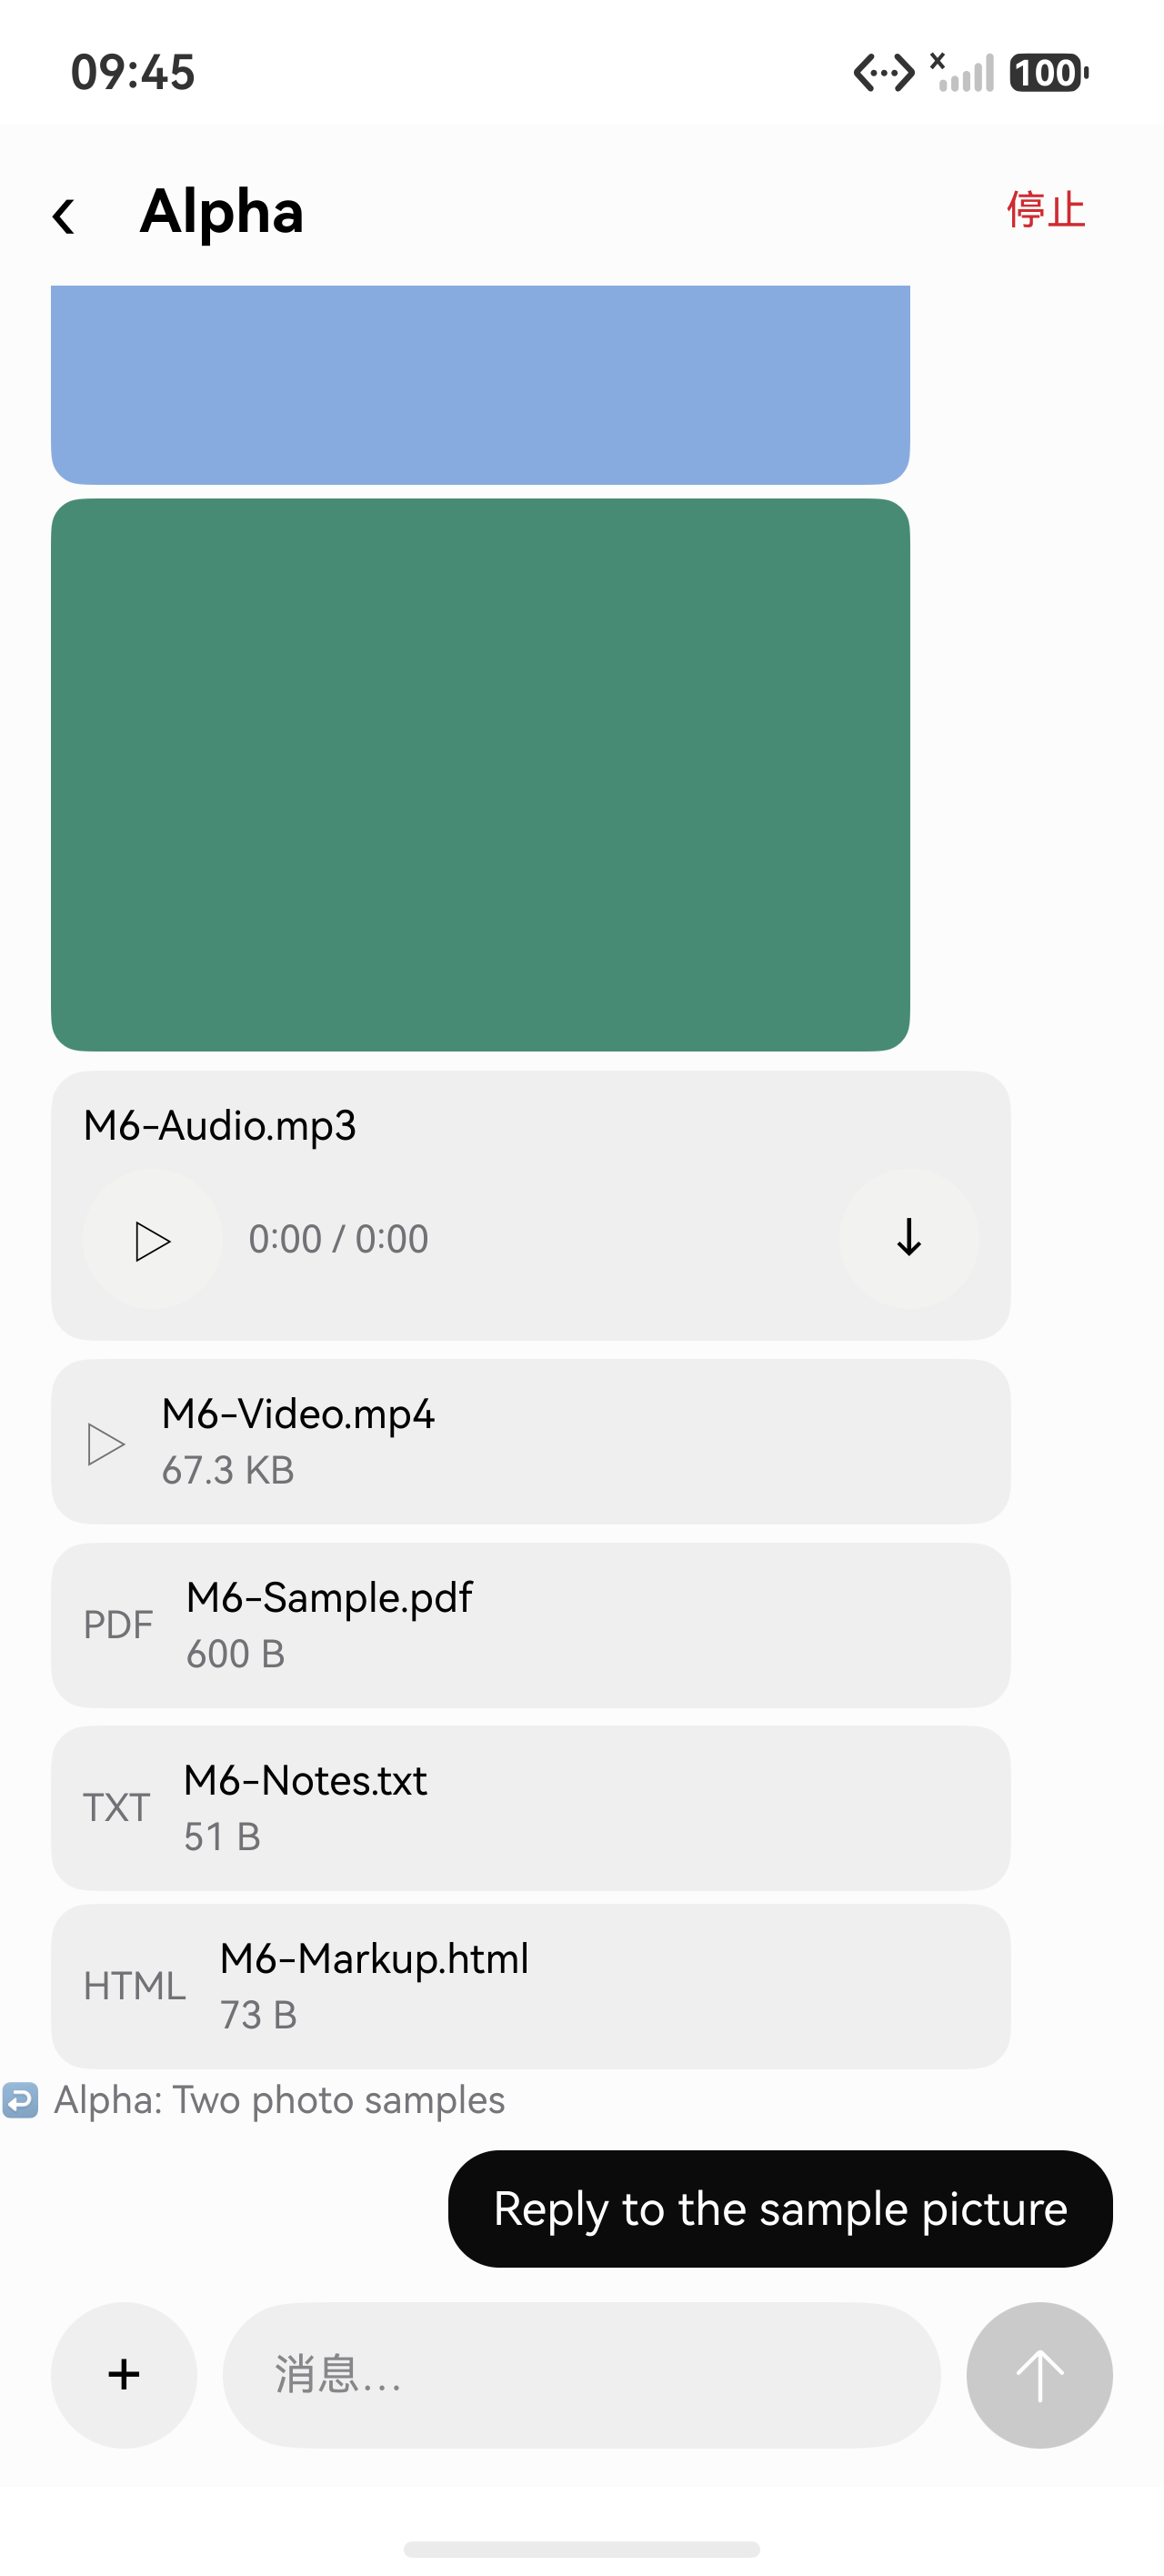 09:45
100
Alpha
停止
M6-Audio.mp3
0:00 / 0:00
M6-Video.mp4
67.3 KB
PDF
M6-Sample.pdf
600 B
TXT
M6-Notes.txt
51 B
HTML
M6-Markup.html
73 B
Alpha: Two photo samples
Reply to the sample picture
消息...